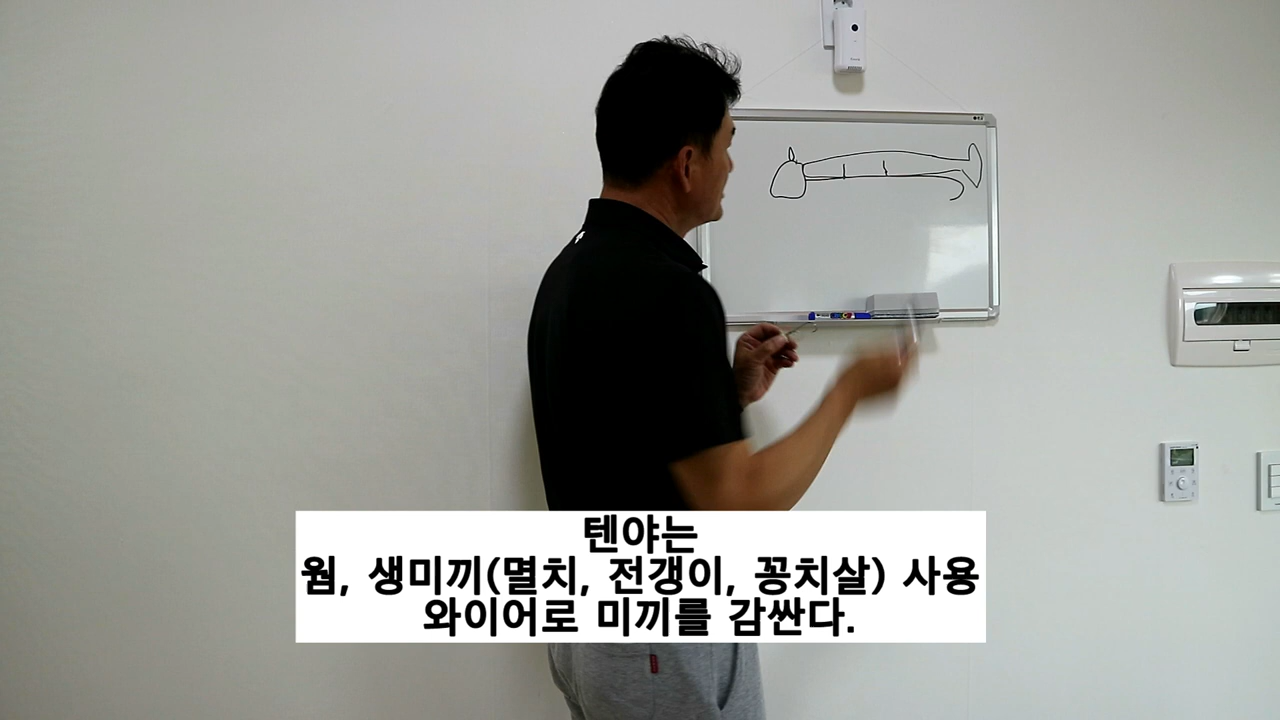 텐야는
웜, 생미끼(멸치, 전갱이, 꽁치살) 사용
와이어로 미끼를 감싼다.